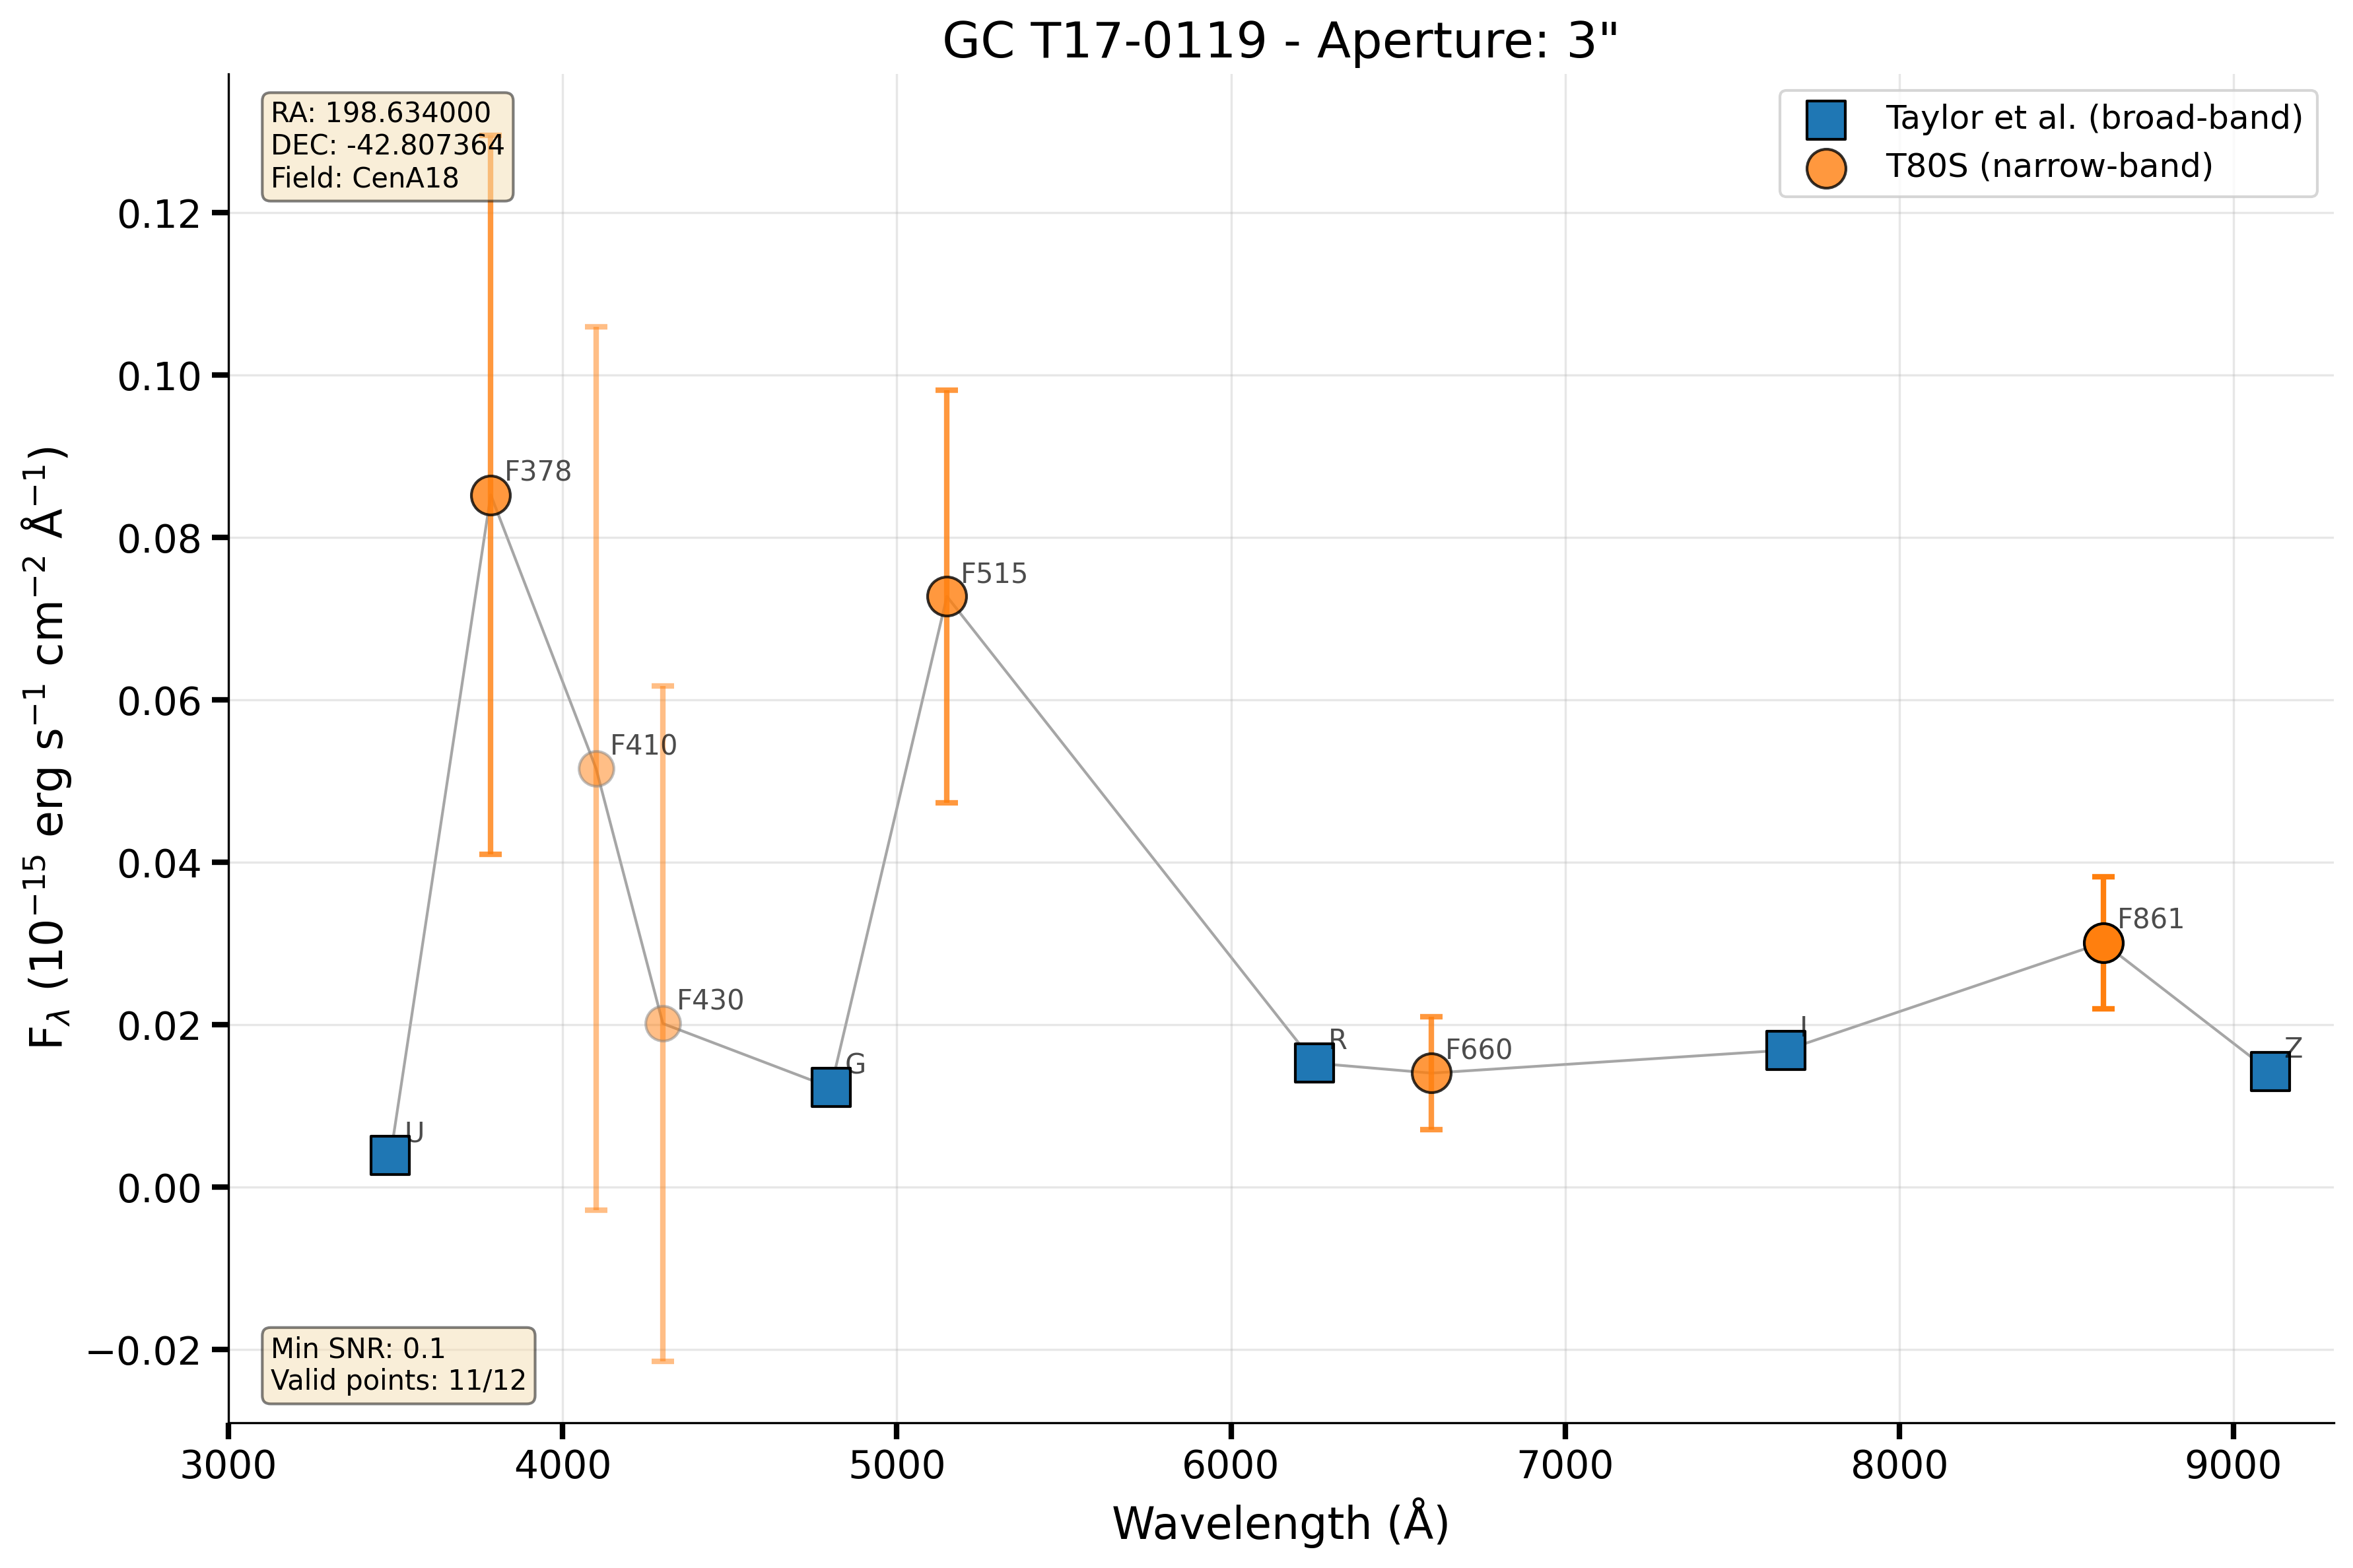 GC T17-0119 - Aperture: 3"
RA: 198.634000
DEC: -42.807364
Field: CenA18
Taylor et al. (broad-band)
T80S (narrow-band)
F_λ (10⁻¹⁵ erg s⁻¹ cm⁻² Å⁻¹)
0.12
0.10
0.08
0.06
0.04
0.02
0.00
−0.02
U
F378
F410
F430
G
F515
R
F660
I
F861
Z
Min SNR: 0.1
Valid points: 11/12
3000 4000 5000 6000 7000 8000 9000
Wavelength (Å)